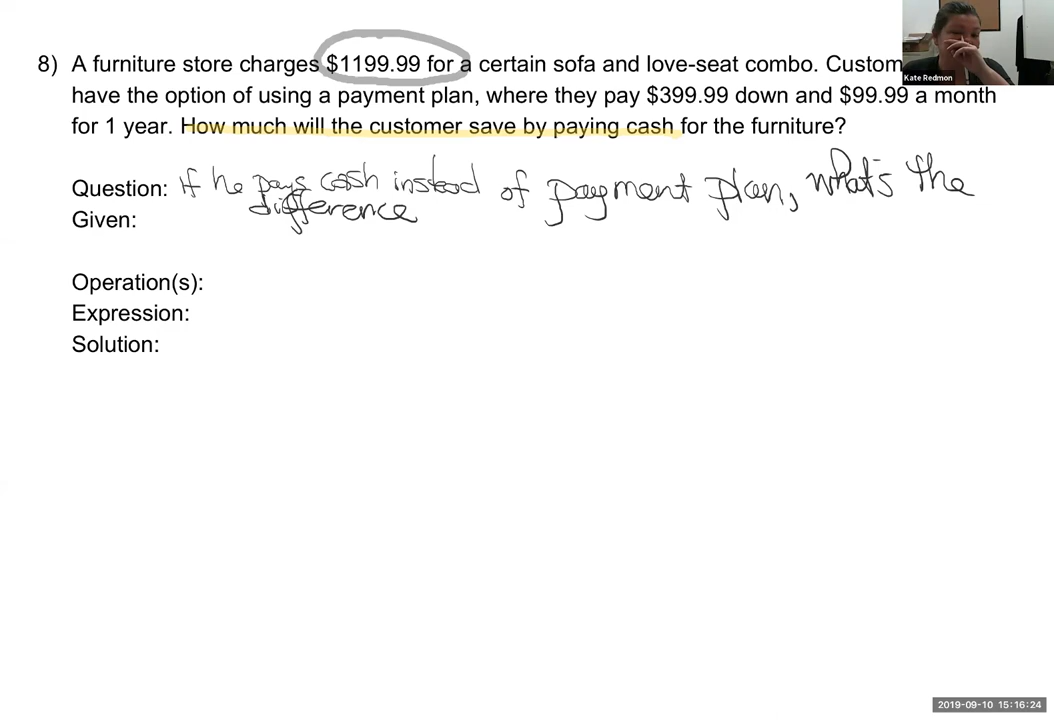 8) A furniture store charges $1199.99 for a certain sofa and love-seat combo. Custom
Kate Redmon
have the option of using a payment plan, where they pay $399.99 down and $99.99 a month
for 1 year. How much will the customer save by paying cash for the furniture?
Question: If he pays cash instead of payment plan, what's the
difference
Given:
Operation(s):
Expression:
Solution:
2019-09-10 15:16:24